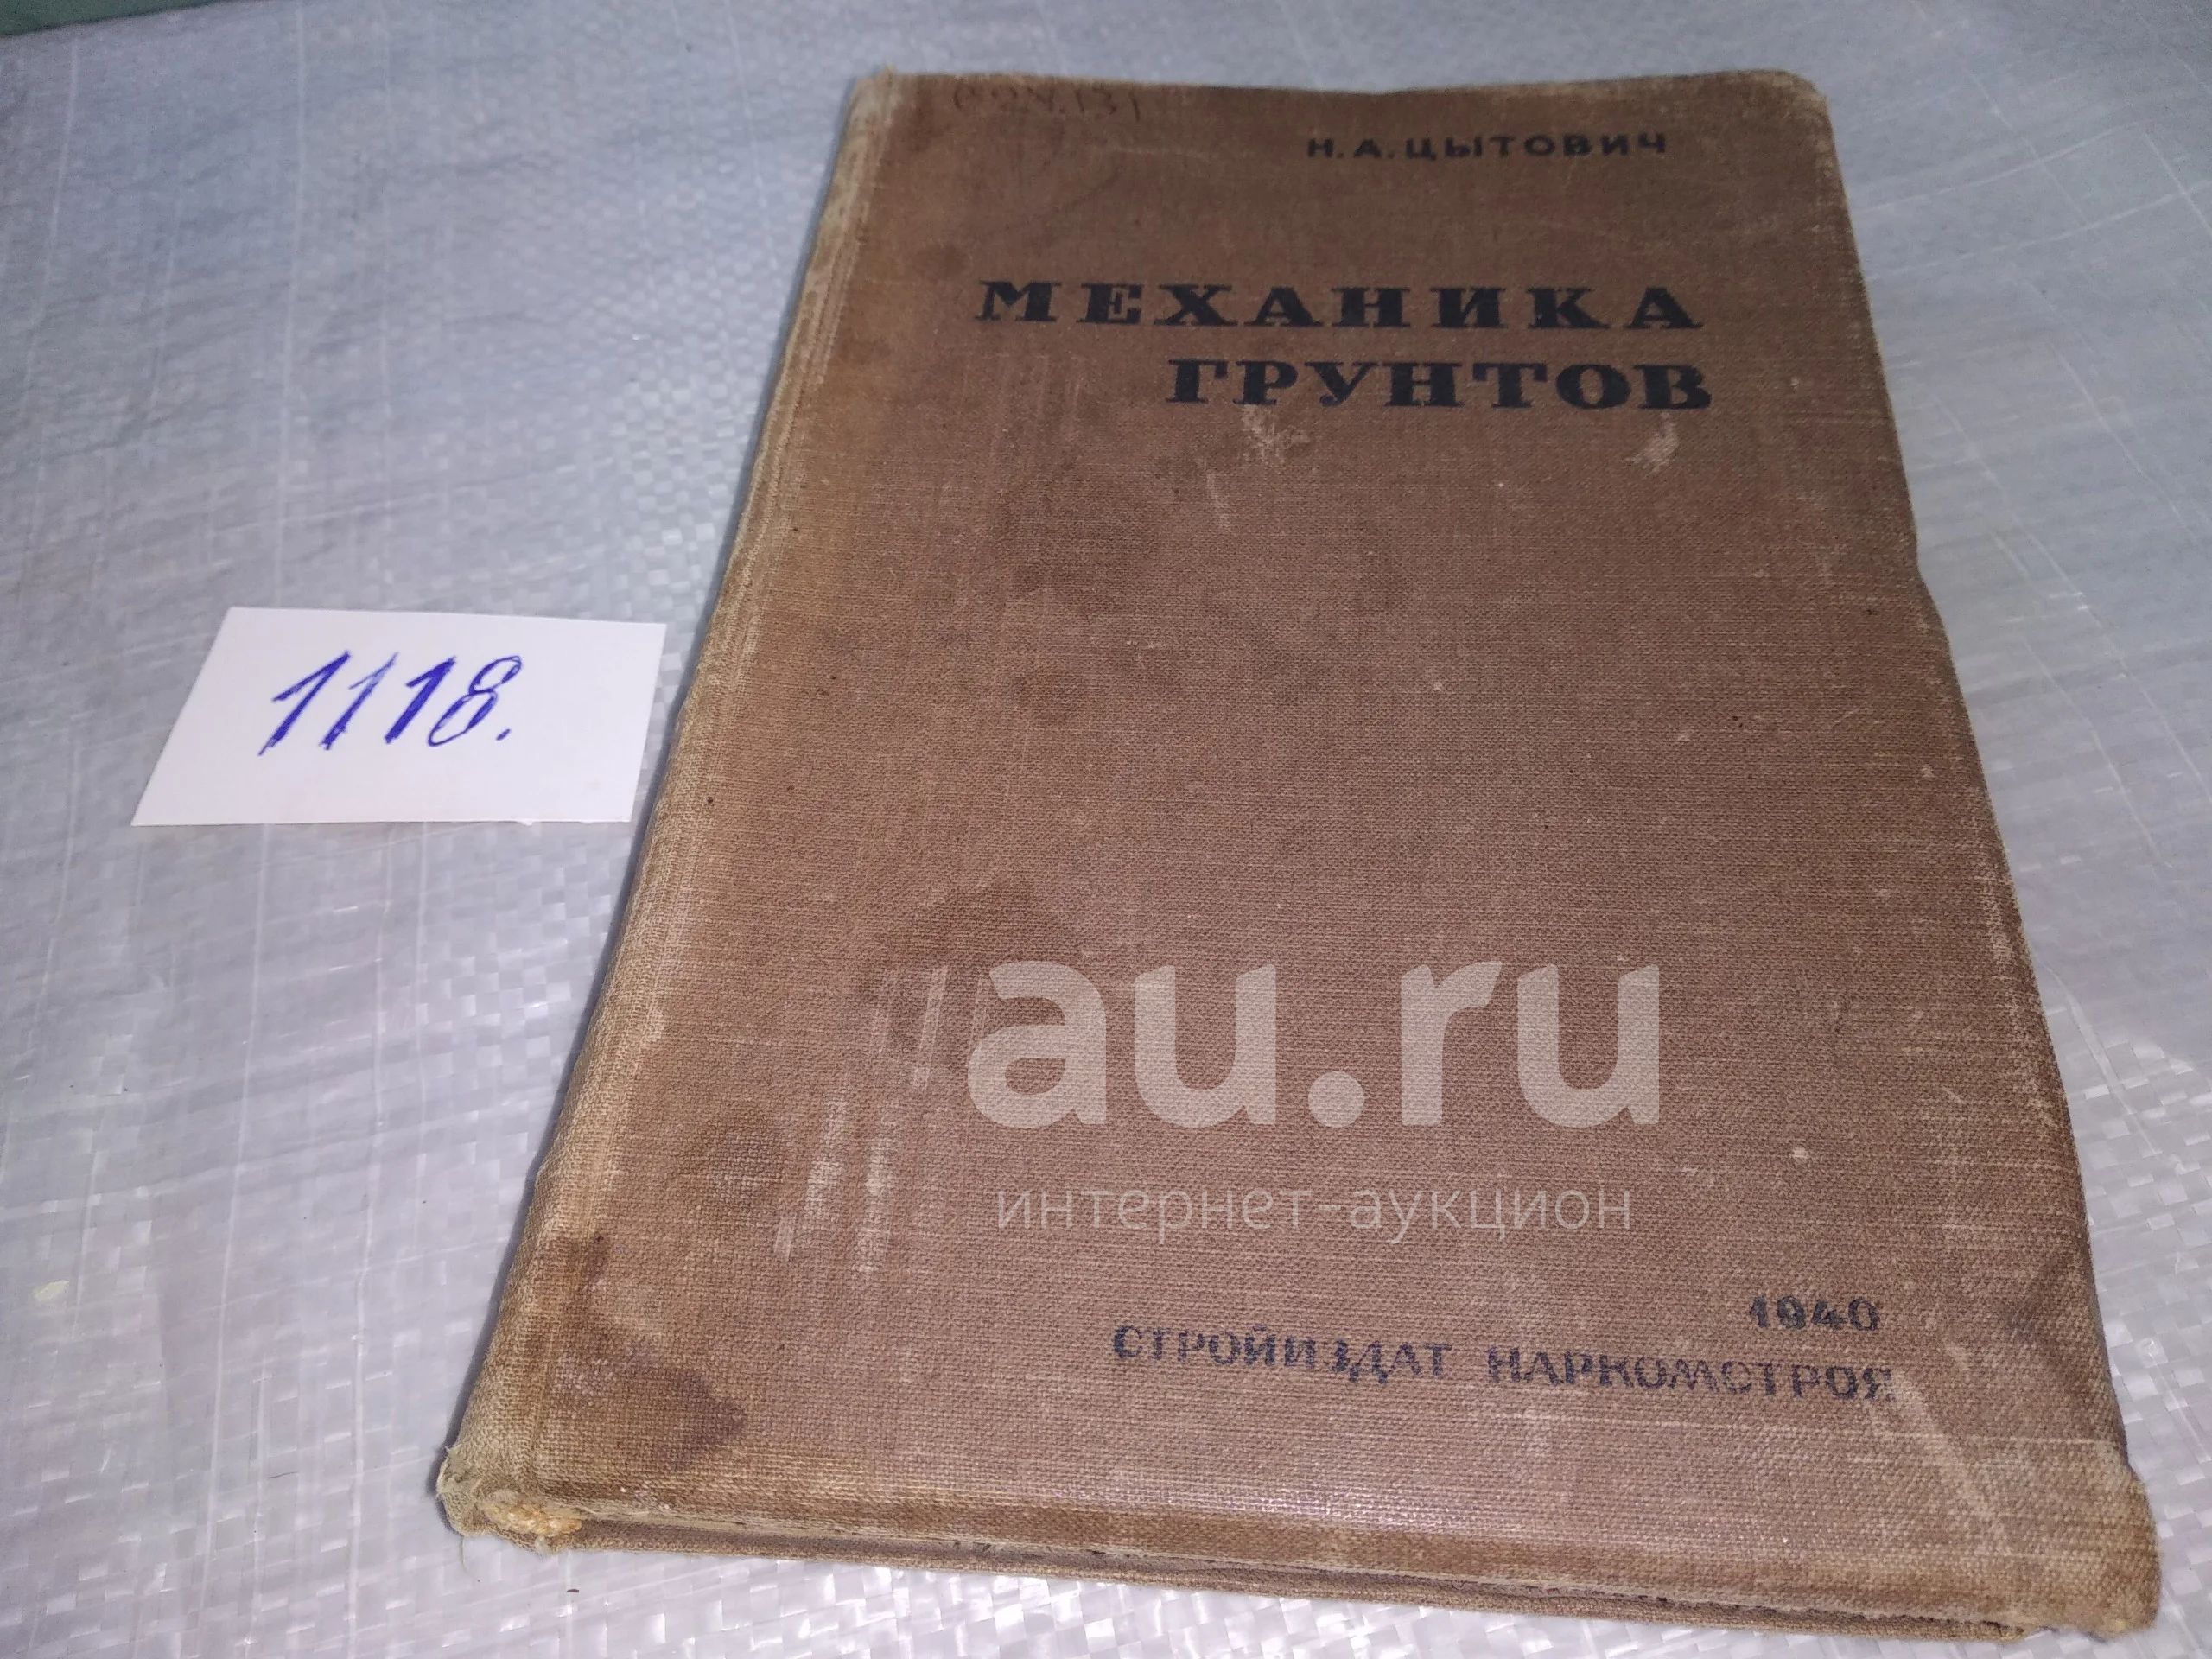 Н.А.ЦЫТОВИЧ
МЕХАНИКА
ГРУНТОВ
1118.
au.ru
интернет-аукцион
1940
СТРОЙИЗДАТ НАРКОМСТРОЯ